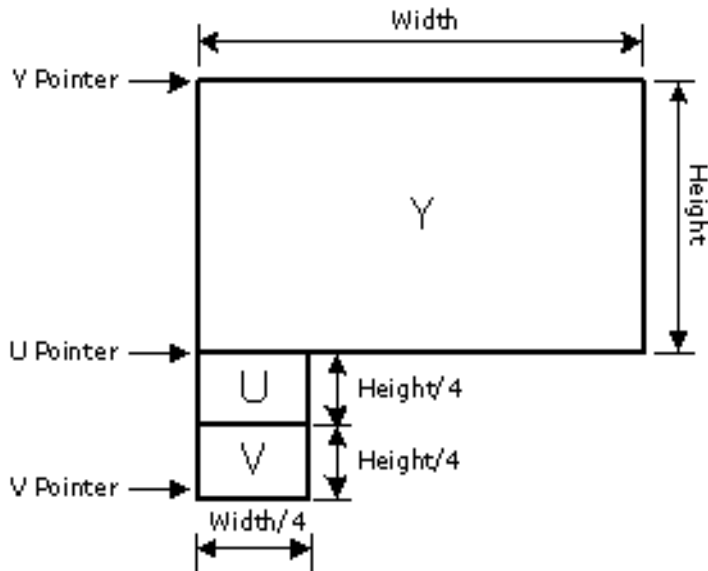 Width
Y Pointer
Height
Y
U Pointer
U
Height/4
V
Height/4
V Pointer
Width/4